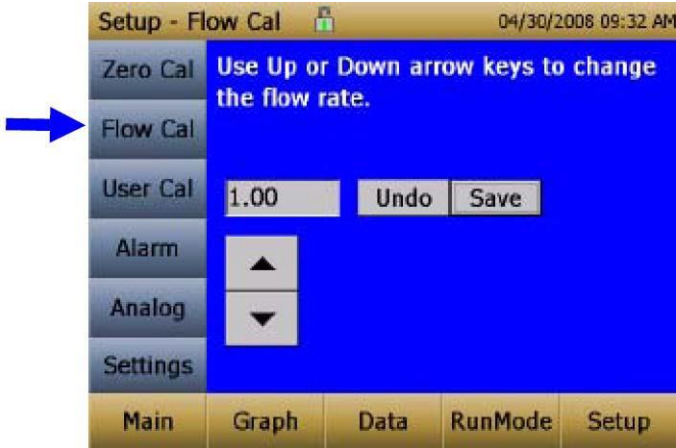 Setup - Flow Cal 04/30/2008 09:32 AM
Zero Cal
Flow Cal
User Cal
Alarm
Analog
Settings
Use Up or Down arrow keys to change
the flow rate.
1.00 Undo Save
Main Graph Data RunMode Setup